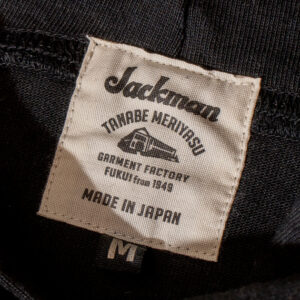 Jackman
TANABE MERIYASU
GARMENT FACTORY
FUKUI from 1949
MADE IN JAPAN
M